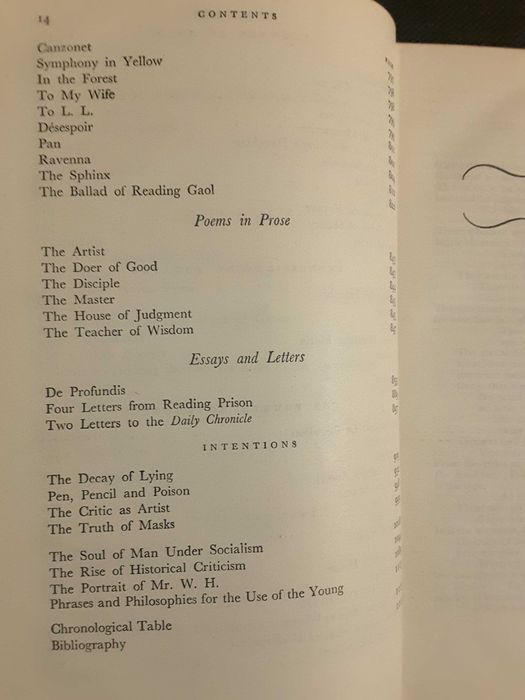 14 CONTENTS
Canzonet
Symphony in Yellow
In the Forest
To My Wife
To L. L.
Désespoir
Pan
Ravenna
The Sphinx
The Ballad of Reading Gaol
Poems in Prose
The Artist
The Doer of Good
The Disciple
The Master
The House of Judgment
The Teacher of Wisdom
Essays and Letters
De Profundis
Four Letters from Reading Prison
Two Letters to the Daily Chronicle
INTENTIONS
The Decay of Lying
Pen, Pencil and Poison
The Critic as Artist
The Truth of Masks
The Soul of Man Under Socialism
The Rise of Historical Criticism
The Portrait of Mr. W. H.
Phrases and Philosophies for the Use of the Young
Chronological Table
Bibliography